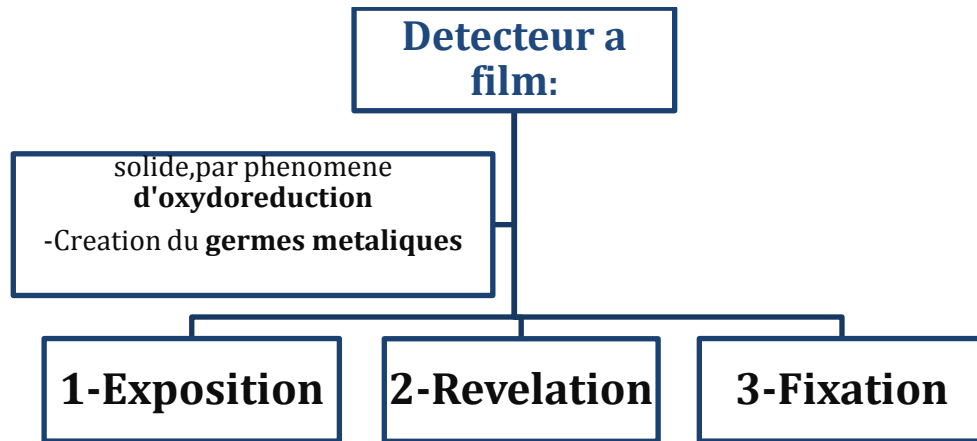 Detecteur a
film:
solide,par phenomene
d'oxydoreduction
-Creation du germes metaliques
1-Exposition
2-Revelation
3-Fixation